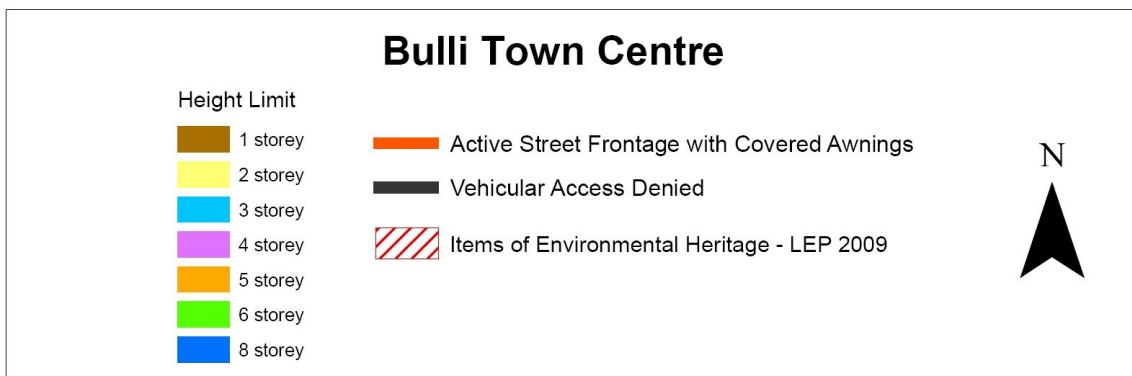 Bulli Town Centre
Height Limit
1 storey
2 storey
3 storey
4 storey
5 storey
6 storey
8 storey
Active Street Frontage with Covered Awnings
Vehicular Access Denied
Items of Environmental Heritage - LEP 2009
N